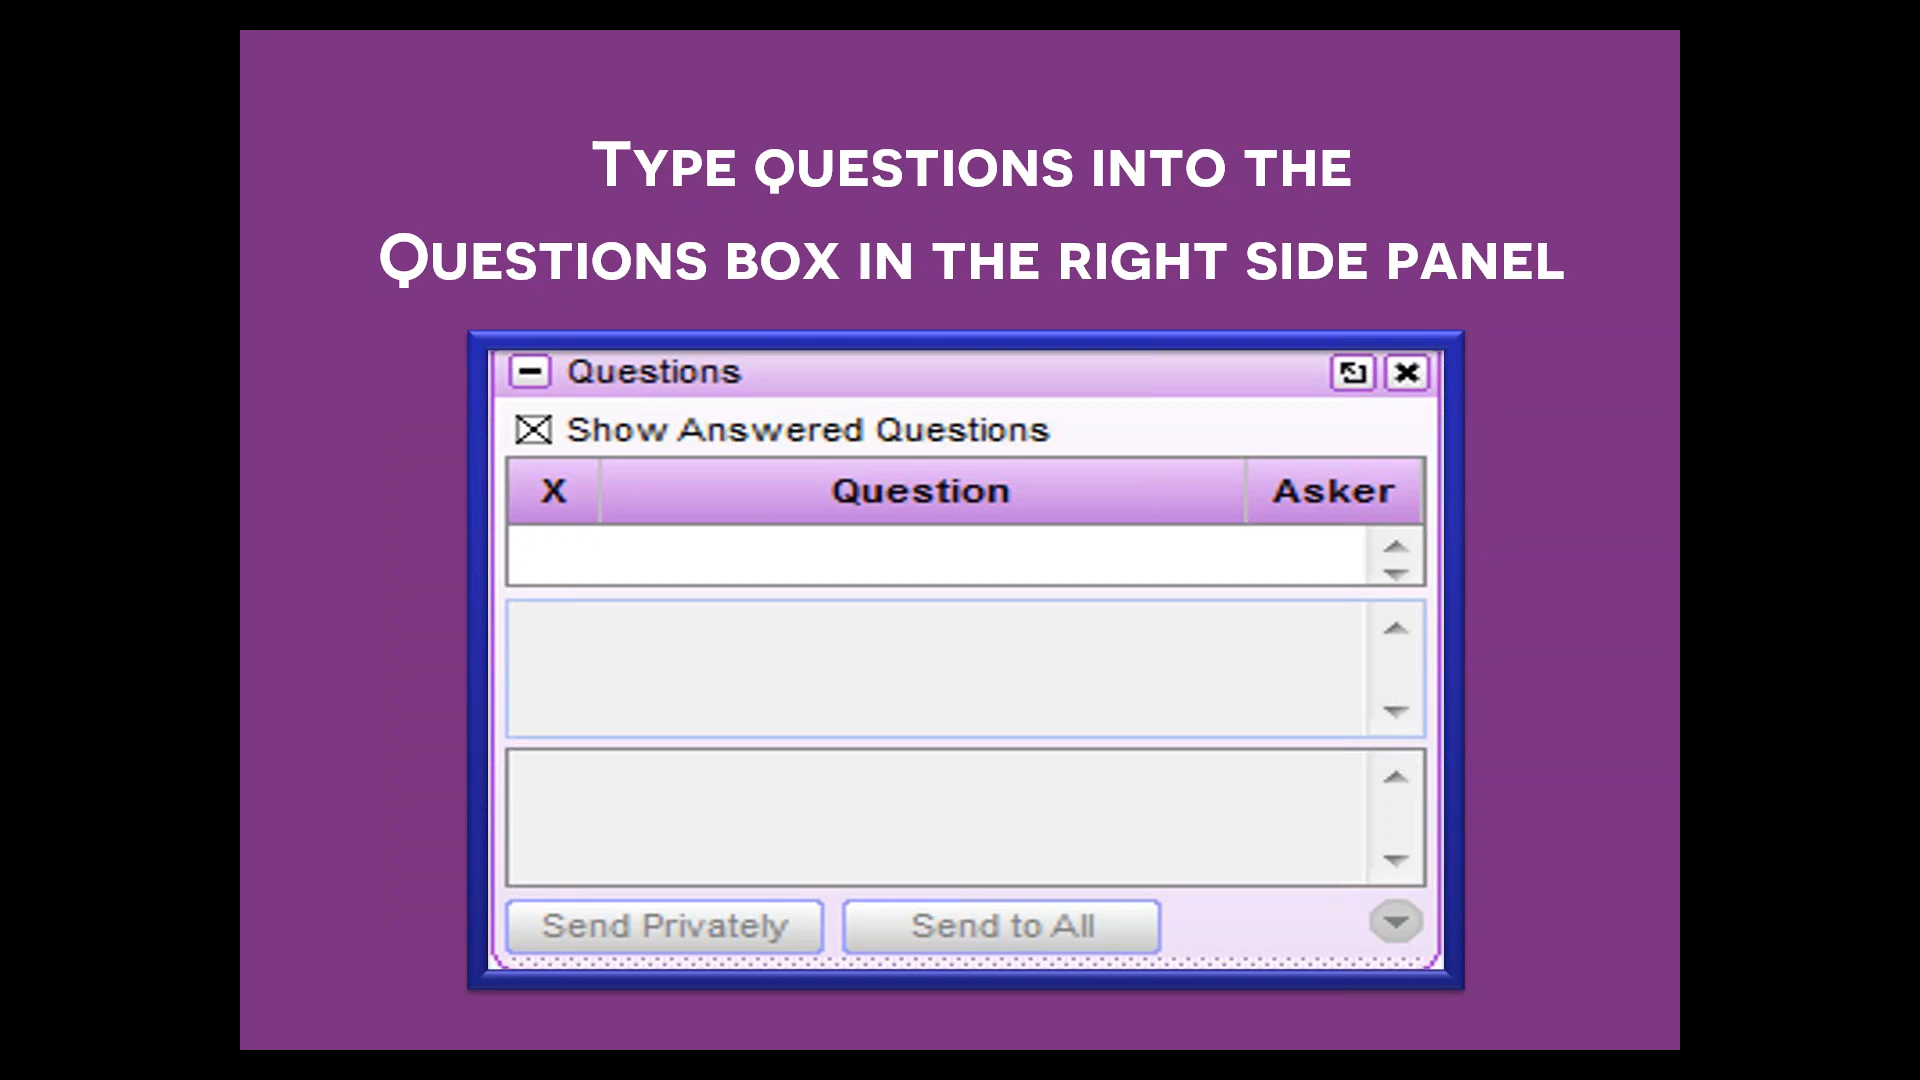 Type questions into the
Questions box in the right side panel
Questions
Show Answered Questions
X Question Asker
Send Privately Send to All